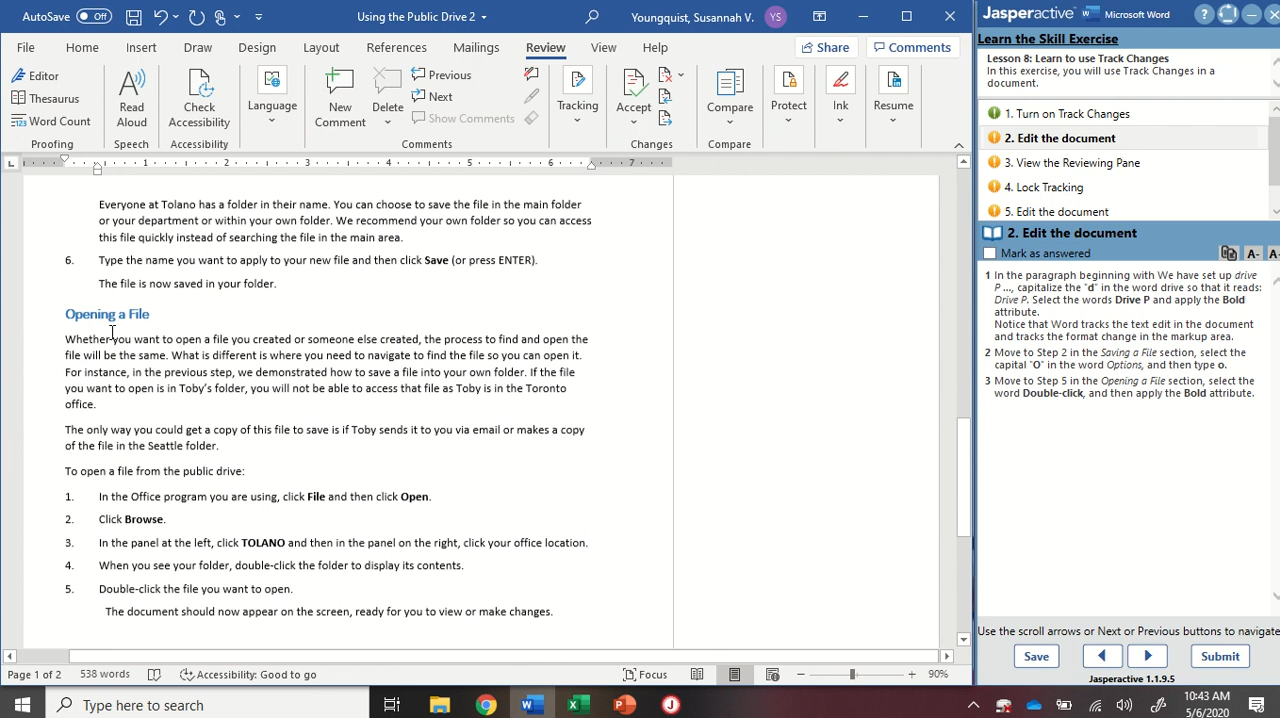 AutoSave Off Using the Public Drive 2 Youngquist, Susannah V. YS
File Home Insert Draw Design Layout References Mailings Review View Help Share Comments
Editor
Thesaurus
Word Count
Proofing
Read Aloud
Speech
Check Accessibility
Accessibility
Language
New Comment
Delete
Previous
Next
Show Comments
Comments
Tracking
Accept
Changes
Compare
Compare
Protect
Ink
Resume
1 2 3 4 5 6 7
Everyone at Tolano has a folder in their name. You can choose to save the file in the main folder
or your department or within your own folder. We recommend your own folder so you can access
this file quickly instead of searching the file in the main area.
6. Type the name you want to apply to your new file and then click Save (or press ENTER).
The file is now saved in your folder.
Opening a File
Whether you want to open a file you created or someone else created, the process to find and open the
file will be the same. What is different is where you need to navigate to find the file so you can open it.
For instance, in the previous step, we demonstrated how to save a file into your own folder. If the file
you want to open is in Toby's folder, you will not be able to access that file as Toby is in the Toronto
office.
The only way you could get a copy of this file to save is if Toby sends it to you via email or makes a copy
of the file in the Seattle folder.
To open a file from the public drive:
1. In the Office program you are using, click File and then click Open.
2. Click Browse.
3. In the panel at the left, click TOLANO and then in the panel on the right, click your office location.
4. When you see your folder, double-click the folder to display its contents.
5. Double-click the file you want to open.
The document should now appear on the screen, ready for you to view or make changes.
Page 1 of 2 538 words Accessibility: Good to go Focus 90%
Type here to search
10:43 AM
5/6/2020
Jasperactive Microsoft Word
Learn the Skill Exercise
Lesson 8: Learn to use Track Changes
In this exercise, you will use Track Changes in a
document.
1. Turn on Track Changes
2. Edit the document
3. View the Reviewing Pane
4. Lock Tracking
5. Edit the document
2. Edit the document
Mark as answered A- A
1 In the paragraph beginning with We have set up drive
P ..., capitalize the "d" in the word drive so that it reads:
Drive P. Select the words Drive P and apply the Bold
attribute.
Notice that Word tracks the text edit in the document
and tracks the format change in the markup area.
2 Move to Step 2 in the Saving a File section, select the
capital "O" in the word Options, and then type o.
3 Move to Step 5 in the Opening a File section, select the
word Double-click, and then apply the Bold attribute.
Use the scroll arrows or Next or Previous buttons to navigate
Save Submit
Jasperactive 1.1.9.5